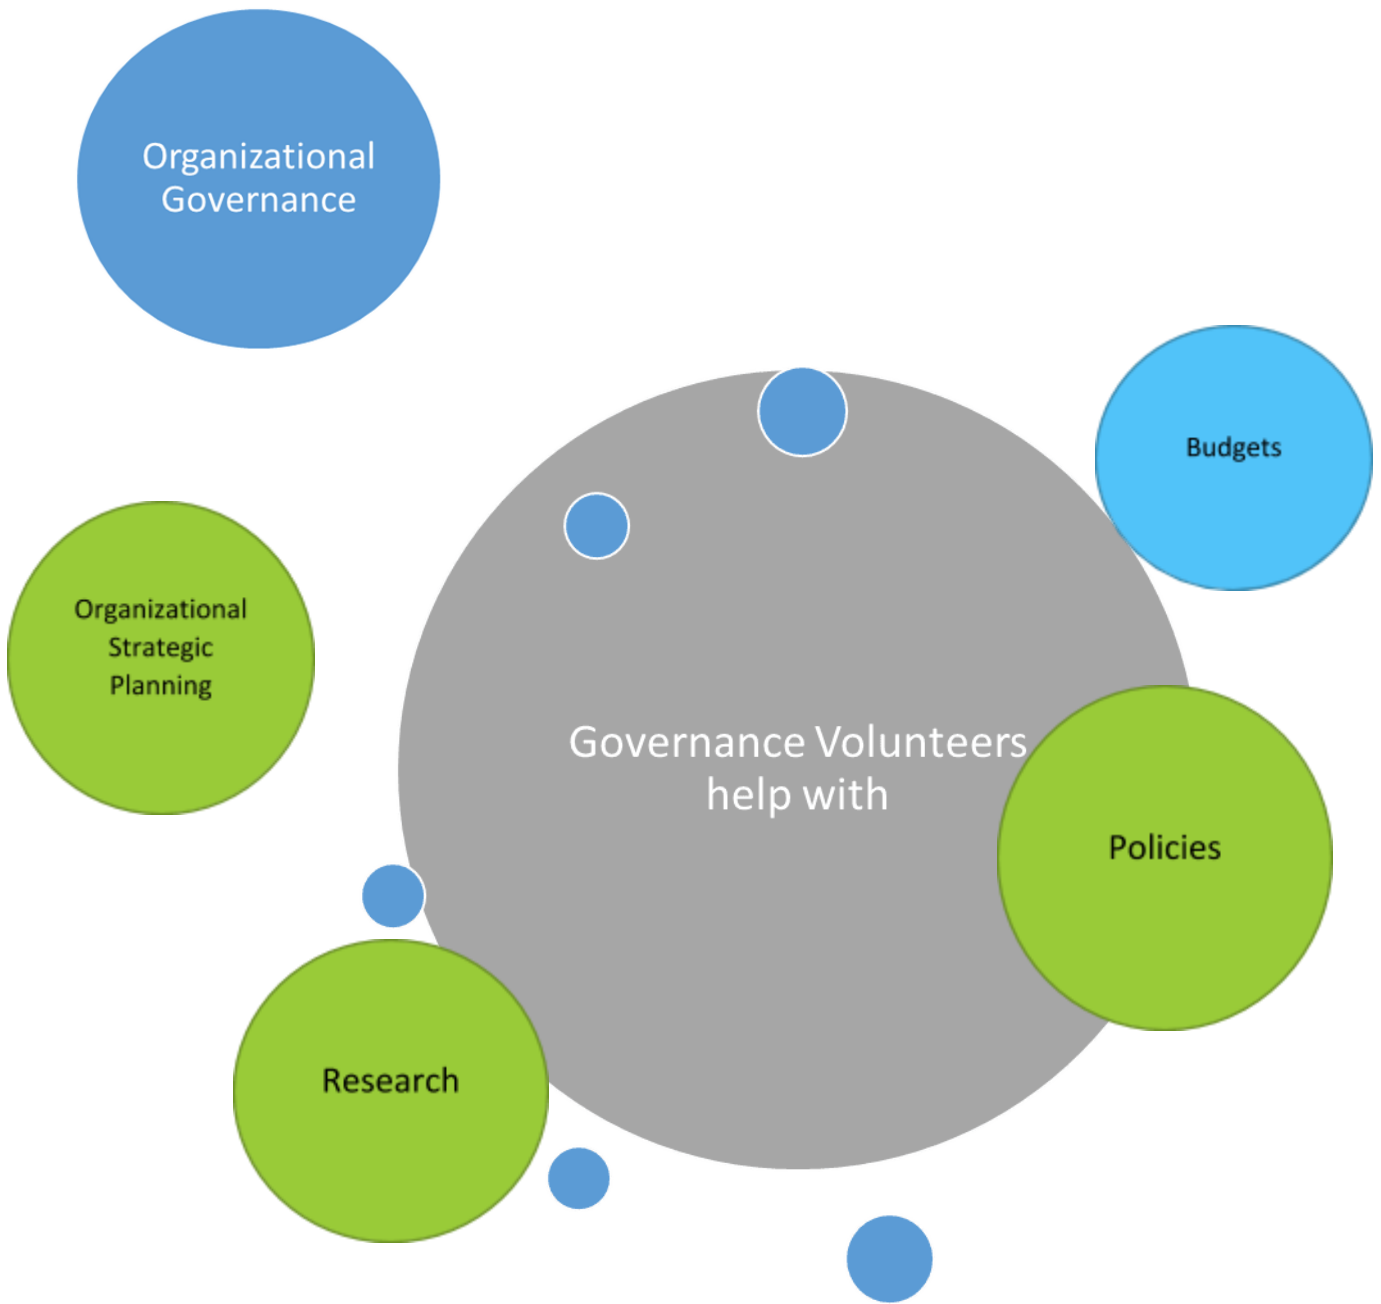 Organizational
Governance
Budgets
Organizational
Strategic
Planning
Governance Volunteers
help with
Policies
Research